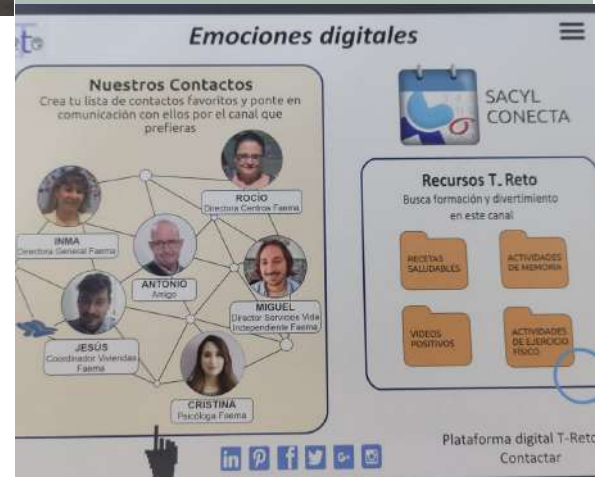 eto
Emociones digitales
Nuestros Contactos
Crea tu lista de contactos favoritos y ponte en
comunicación con ellos por el canal que
prefieras
ROCÍO
Directora Centros Faema
INMA
Directora General Faema
ANTONIO
Amigo
MIGUEL
Director Servicios Vida
Independiente Faema
JESÚS
Coordinador Viviendas
Faema
CRISTINA
Psicóloga Faema
SACYL
CONECTA
Recursos T_Reto
Busca formación y divertimiento
en este canal
RECETAS
SALUDABLES
ACTIVIDADES
DE MEMORIA
VIDEOS
POSITIVOS
ACTIVIDADES
DE EJERCICIO
FÍSICO
in P f G+
Plataforma digital T-Reto
Contactar